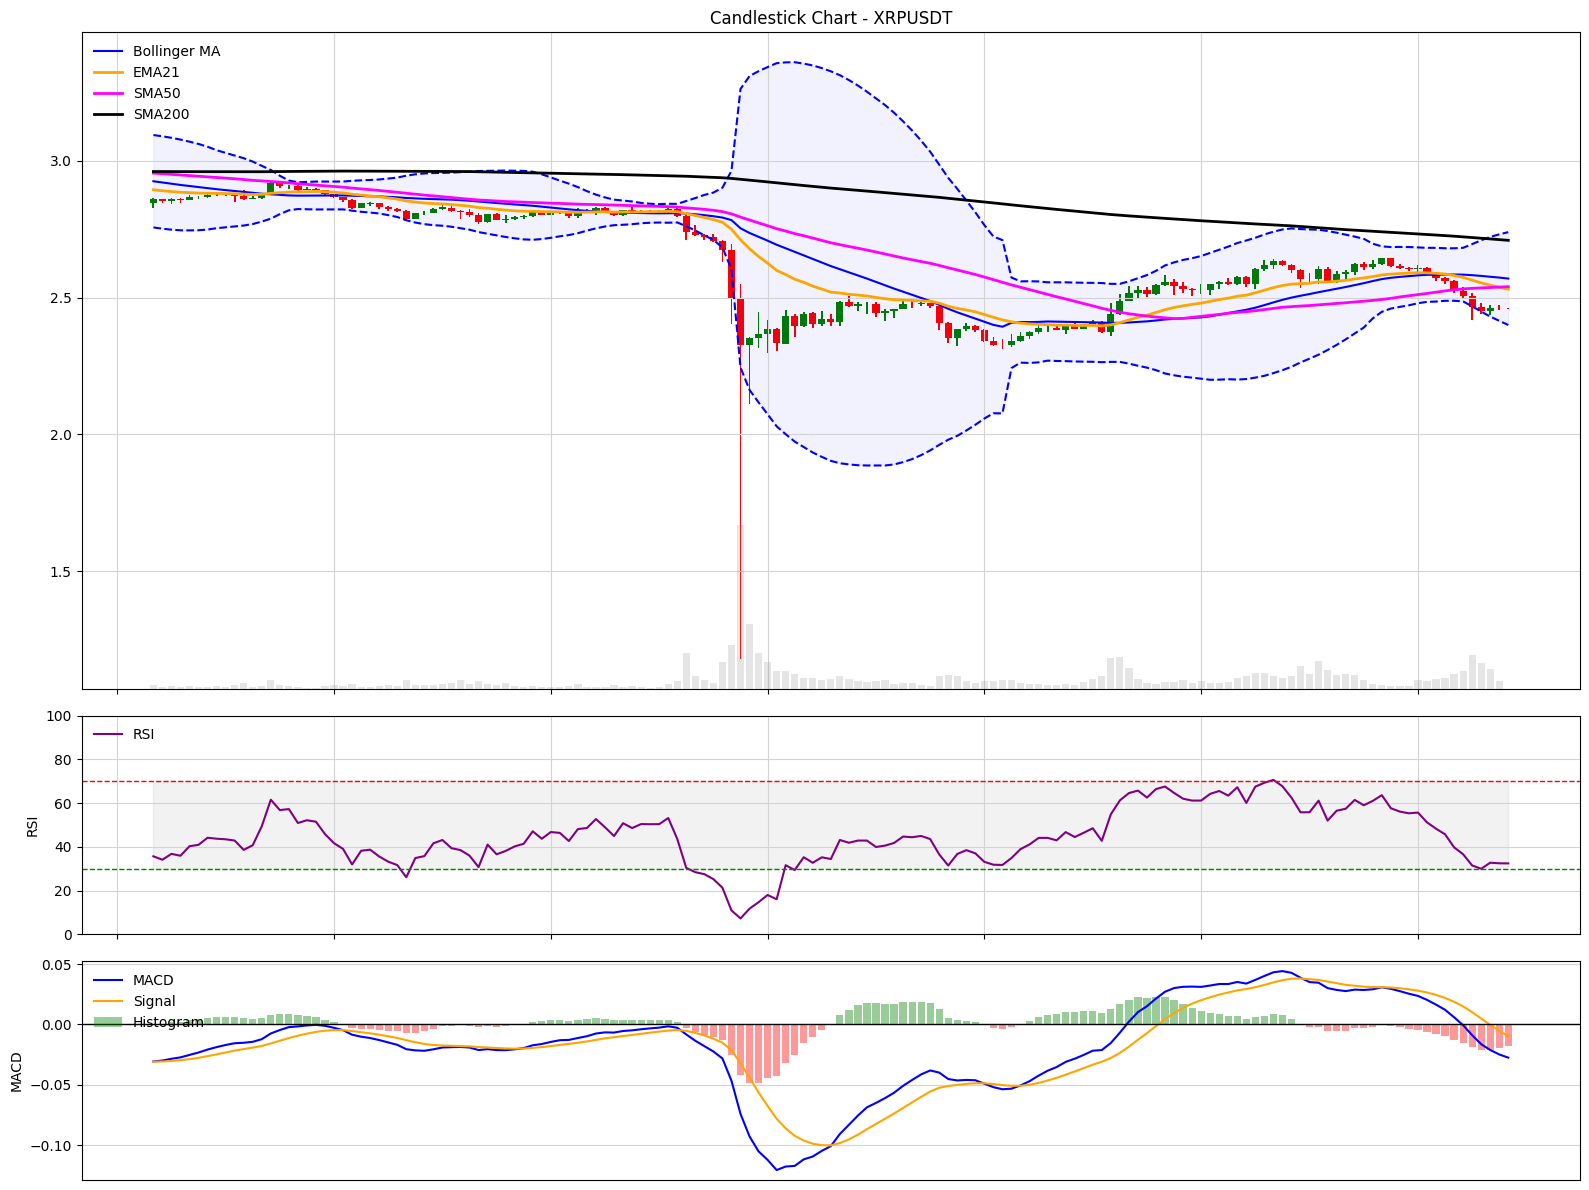 Candlestick Chart - XRPUSDT
Bollinger MA
EMA21
SMA50
SMA200
3.0
2.5
2.0
1.5
100
80
60
40
20
0
RSI
RSI
0.05
0.00
−0.05
−0.10
MACD
MACD
Signal
Histogram